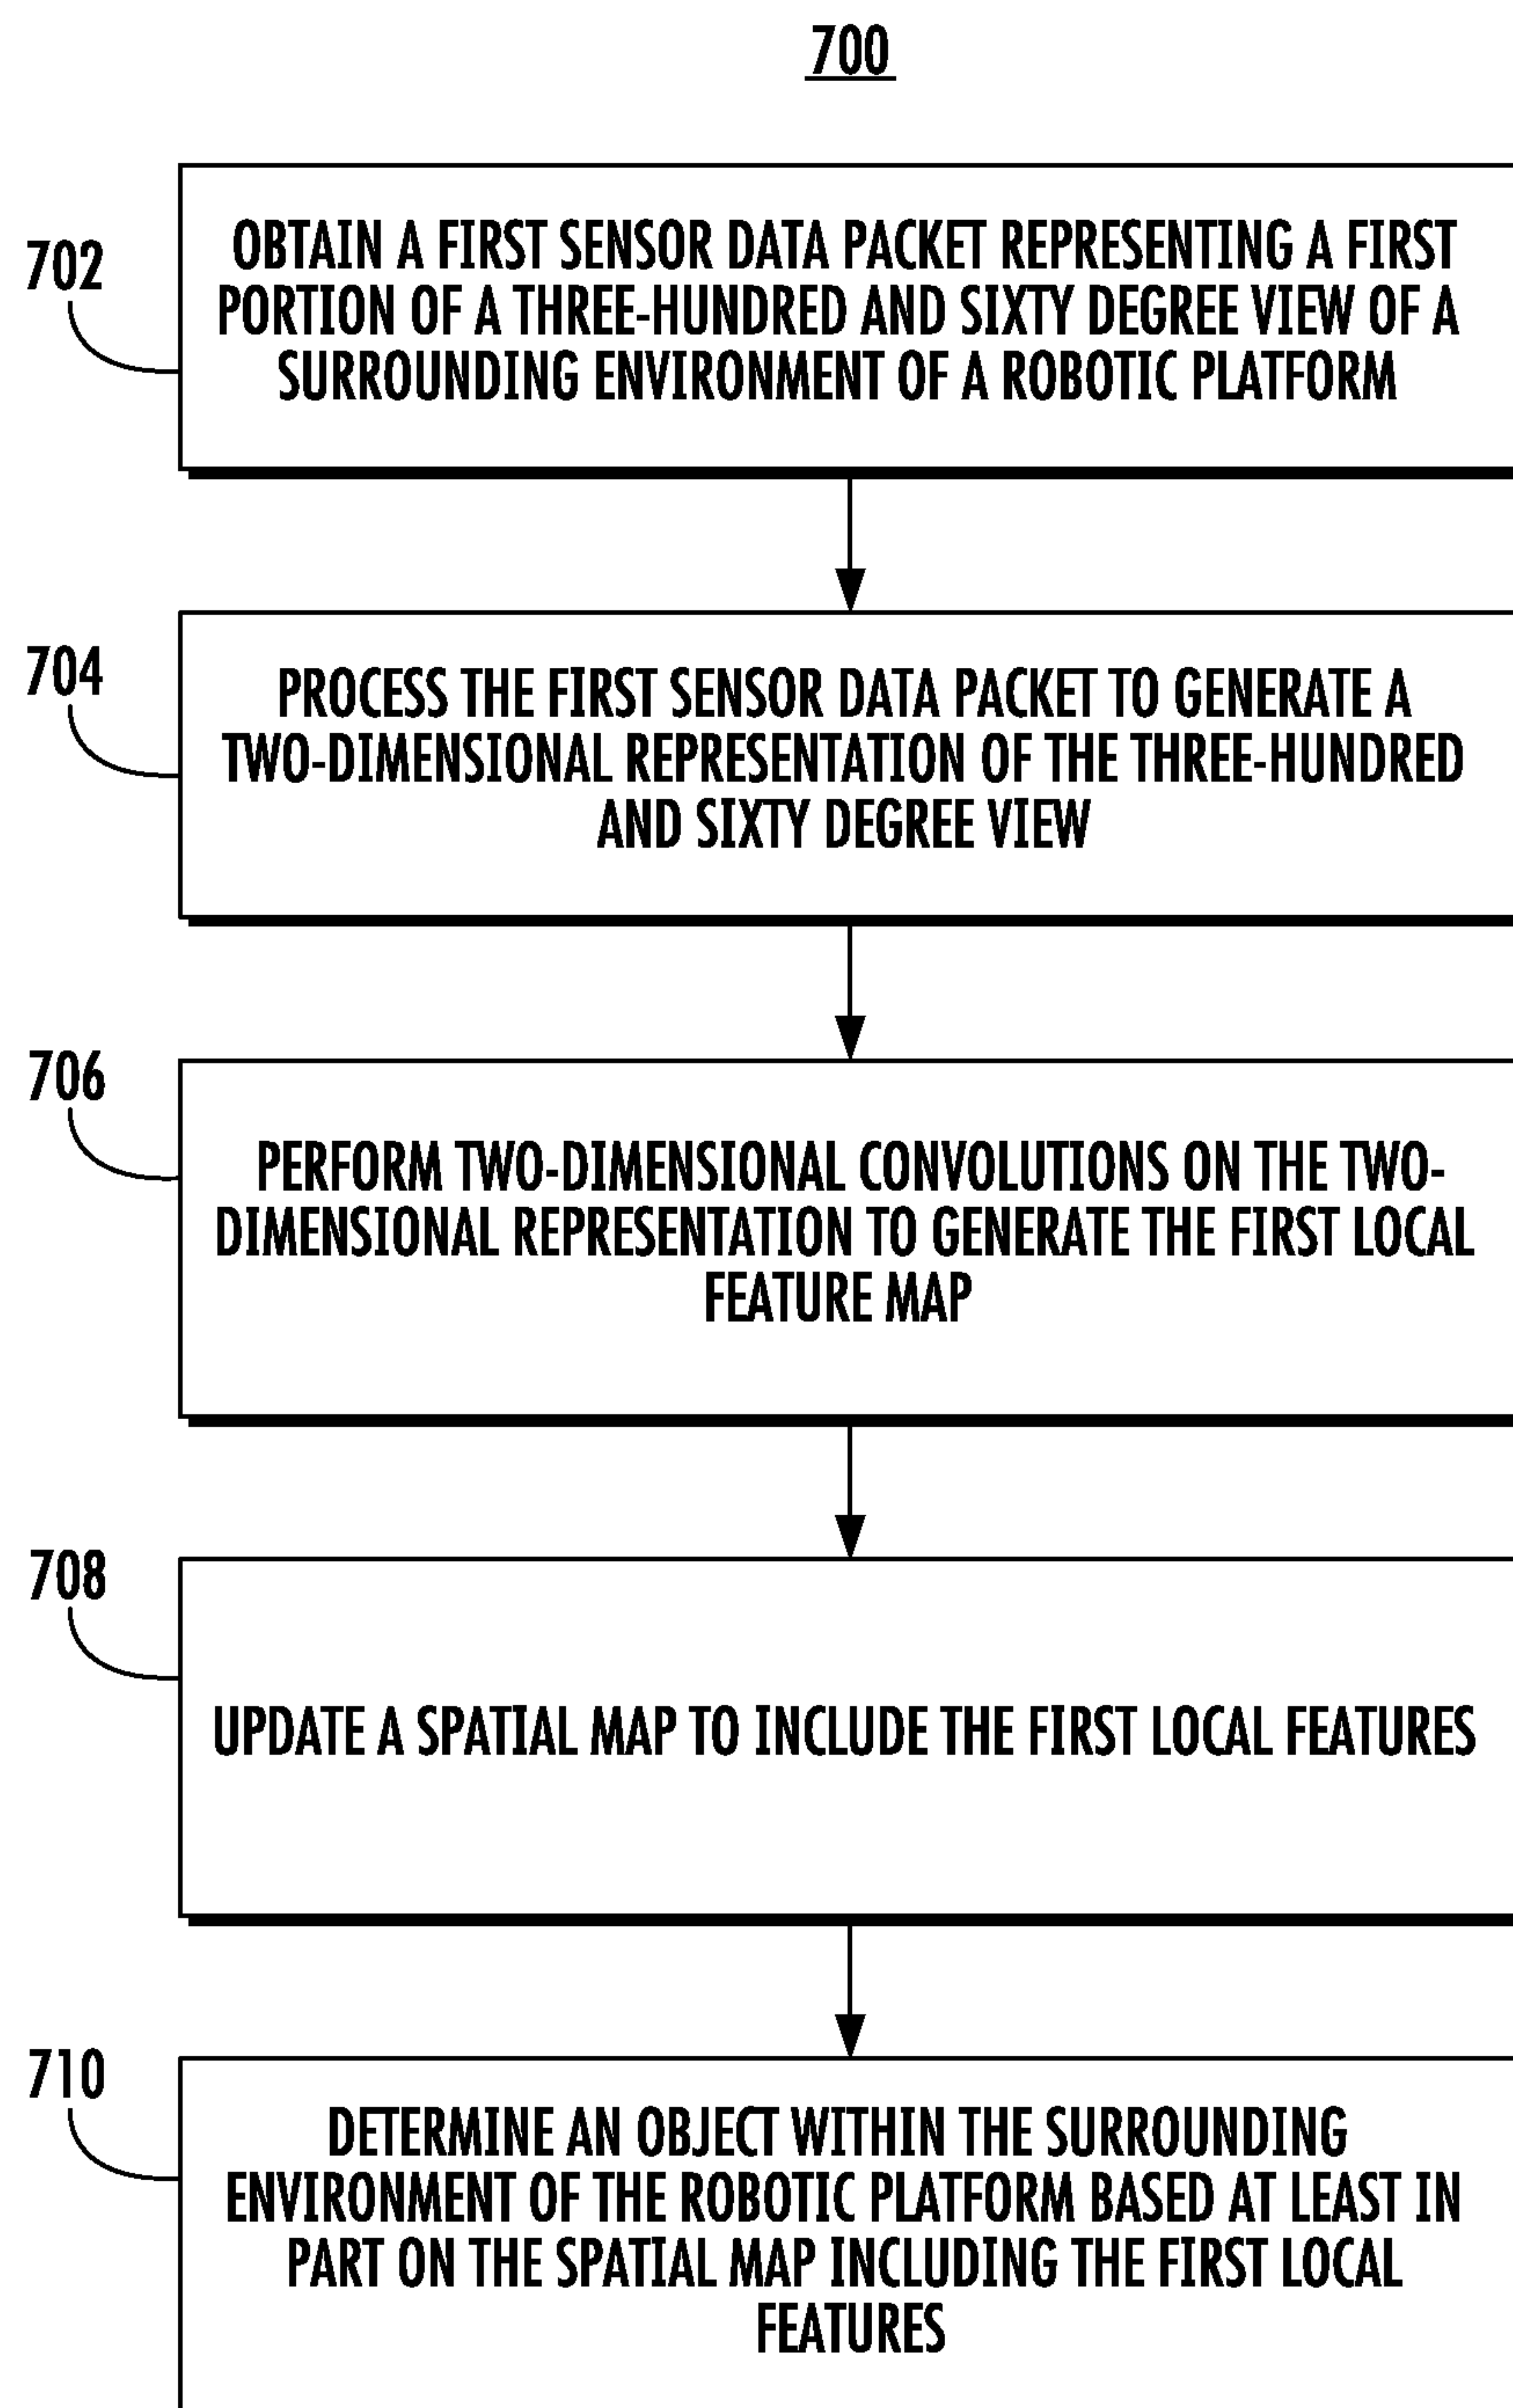 700
702
OBTAIN A FIRST SENSOR DATA PACKET REPRESENTING A FIRST
PORTION OF A THREE-HUNDRED AND SIXTY DEGREE VIEW OF A
SURROUNDING ENVIRONMENT OF A ROBOTIC PLATFORM
704
PROCESS THE FIRST SENSOR DATA PACKET TO GENERATE A
TWO-DIMENSIONAL REPRESENTATION OF THE THREE-HUNDRED
AND SIXTY DEGREE VIEW
706
PERFORM TWO-DIMENSIONAL CONVOLUTIONS ON THE TWO-
DIMENSIONAL REPRESENTATION TO GENERATE THE FIRST LOCAL
FEATURE MAP
708
UPDATE A SPATIAL MAP TO INCLUDE THE FIRST LOCAL FEATURES
710
DETERMINE AN OBJECT WITHIN THE SURROUNDING
ENVIRONMENT OF THE ROBOTIC PLATFORM BASED AT LEAST IN
PART ON THE SPATIAL MAP INCLUDING THE FIRST LOCAL
FEATURES